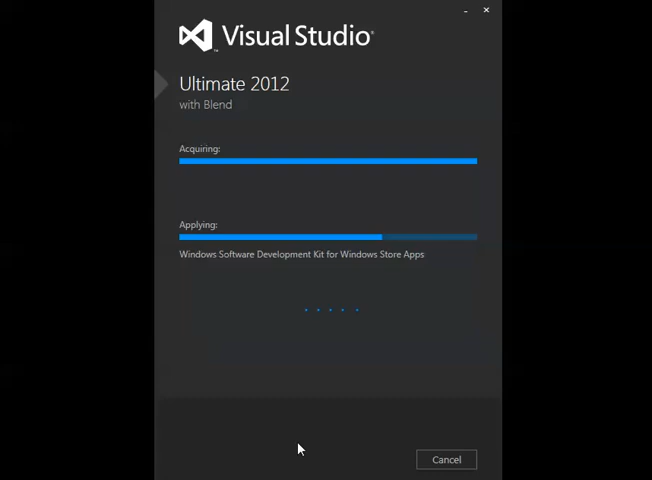 Visual Studio®
Ultimate 2012
with Blend
Acquiring:
Applying:
Windows Software Development Kit for Windows Store Apps
Cancel